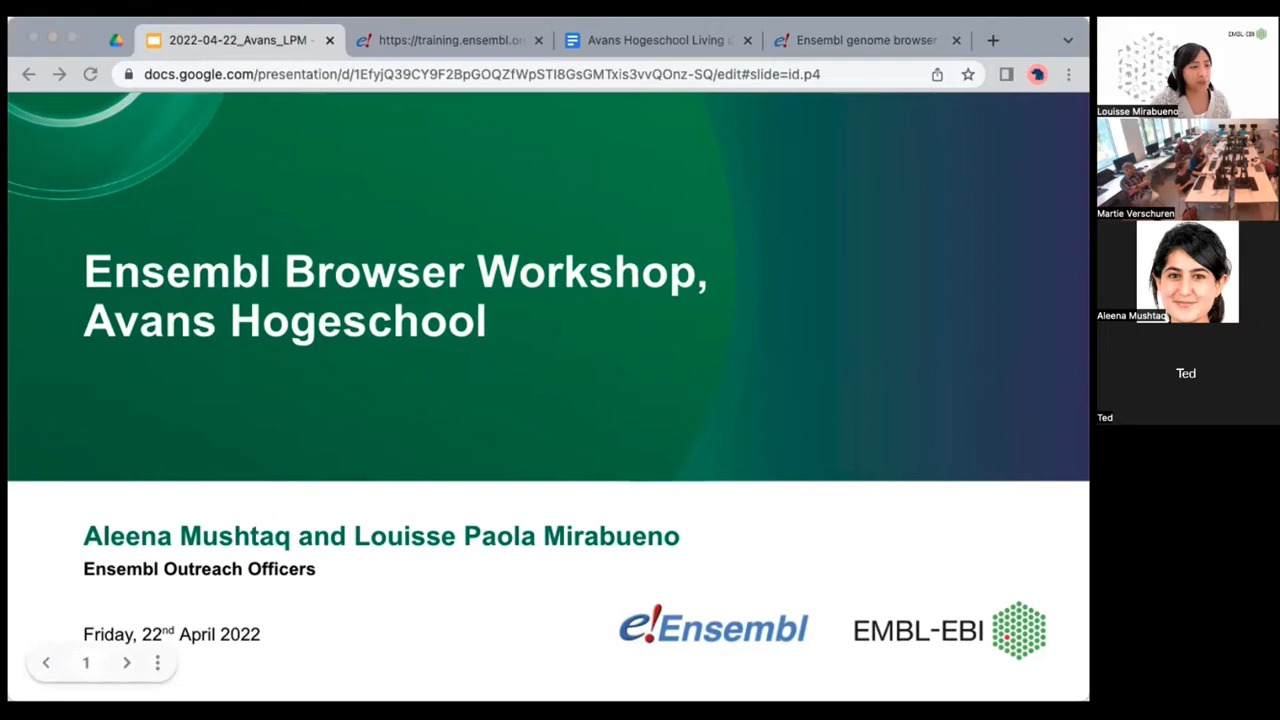 2022-04-22_Avans_LPM -
https://training.ensembl.or
Avans Hogeschool Living
Ensembl genome browser
docs.google.com/presentation/d/1EfyjQ39CY9F2BpGOQZfWpSTI8GsGMTxis3vvQOnz-SQ/edit#slide=id.p4
Ensembl Browser Workshop,
Avans Hogeschool
Aleena Mushtaq and Louisse Paola Mirabueno
Ensembl Outreach Officers
Friday, 22nd April 2022
e!Ensembl
EMBL-EBI
1
EMBL-EBI
Louisse Mirabueno
Martie Verschuren
Aleena Mushtaq
Ted
Ted